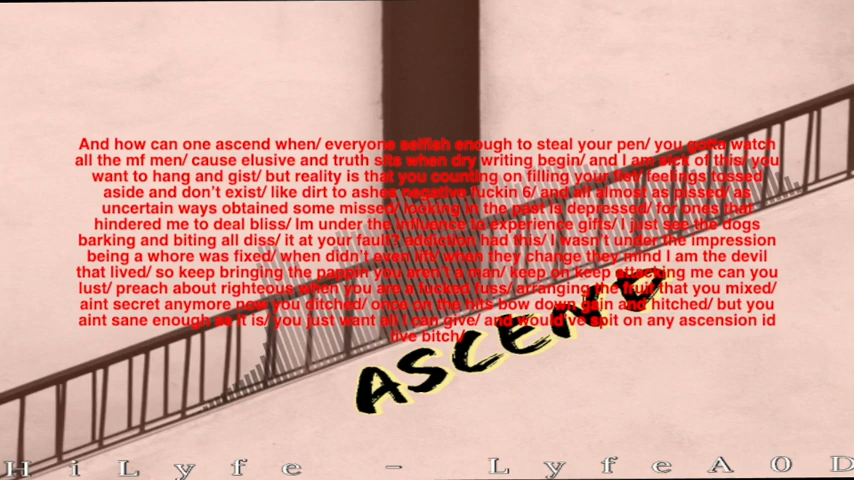 And how can one ascend when/ everyone selfish enough to steal your pen/ you gotta watch
all the mf men/ cause elusive and truth sits when dry writing begin/ and I am sick of this/ you
want to hang and gist/ but reality is that you counting on filling your list/ feelings tossed
aside and don't exist/ like dirt to ashes negative fuckin 6/ and all almost as pissed/ as
uncertain ways obtained some missed/ looking in the past is depressed/ for ones that
hindered me to deal bliss/ Im under the influence to experience gifts/ I just see the dogs
barking and biting all diss/ it at your fault? addiction had this/ I wasn't under the impression
being a whore was fixed/ when didn't even lift/ when they change they mind I am the devil
that lived/ so keep bringing the pappin you aren't a man/ keep on keep attacking me can you
lust/ preach about righteous when you are a fucked fuss/ arranging the fruit that you mixed/
aint secret anymore now you ditched/ once on the hits bow down gain and hitched/ but you
aint sane enough as it is/ you just want all I can give/ and would've spit on any ascension id
live bitch/
ASCEND
HiLyfe - LyfeAOD